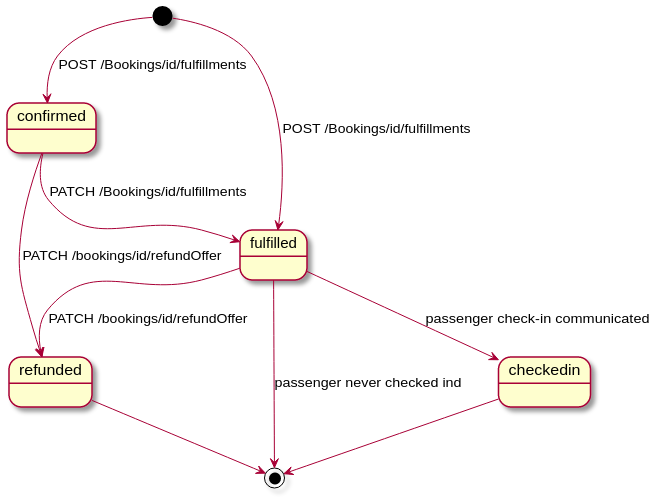 POST /Bookings/id/fulfillments
confirmed
POST /Bookings/id/fulfillments
PATCH /Bookings/id/fulfillments
fulfilled
PATCH /bookings/id/refundOffer
PATCH /bookings/id/refundOffer
passenger check-in communicated
refunded
checkedin
passenger never checked ind